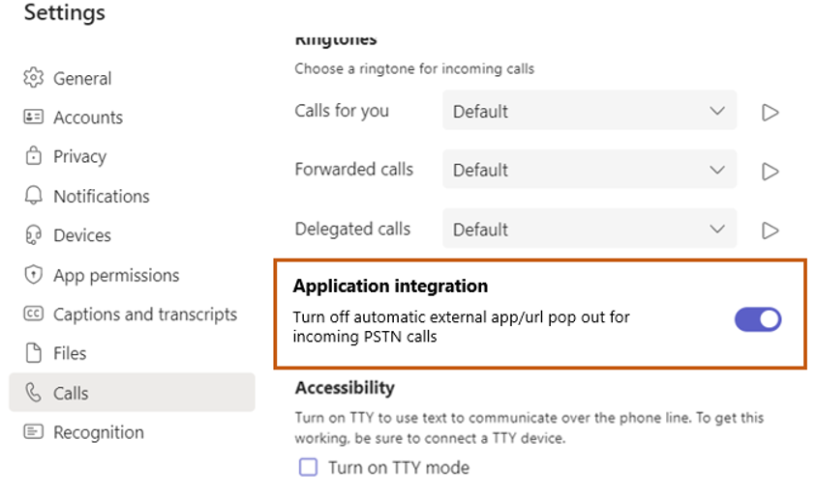 Settings
General
Accounts
Privacy
Notifications
Devices
App permissions
CC Captions and transcripts
Files
Calls
Recognition
Ringtones
Choose a ringtone for incoming calls
Calls for you Default
Forwarded calls Default
Delegated calls Default
Application integration
Turn off automatic external app/url pop out for
incoming PSTN calls
Accessibility
Turn on TTY to use text to communicate over the phone line. To get this
working, be sure to connect a TTY device.
Turn on TTY mode